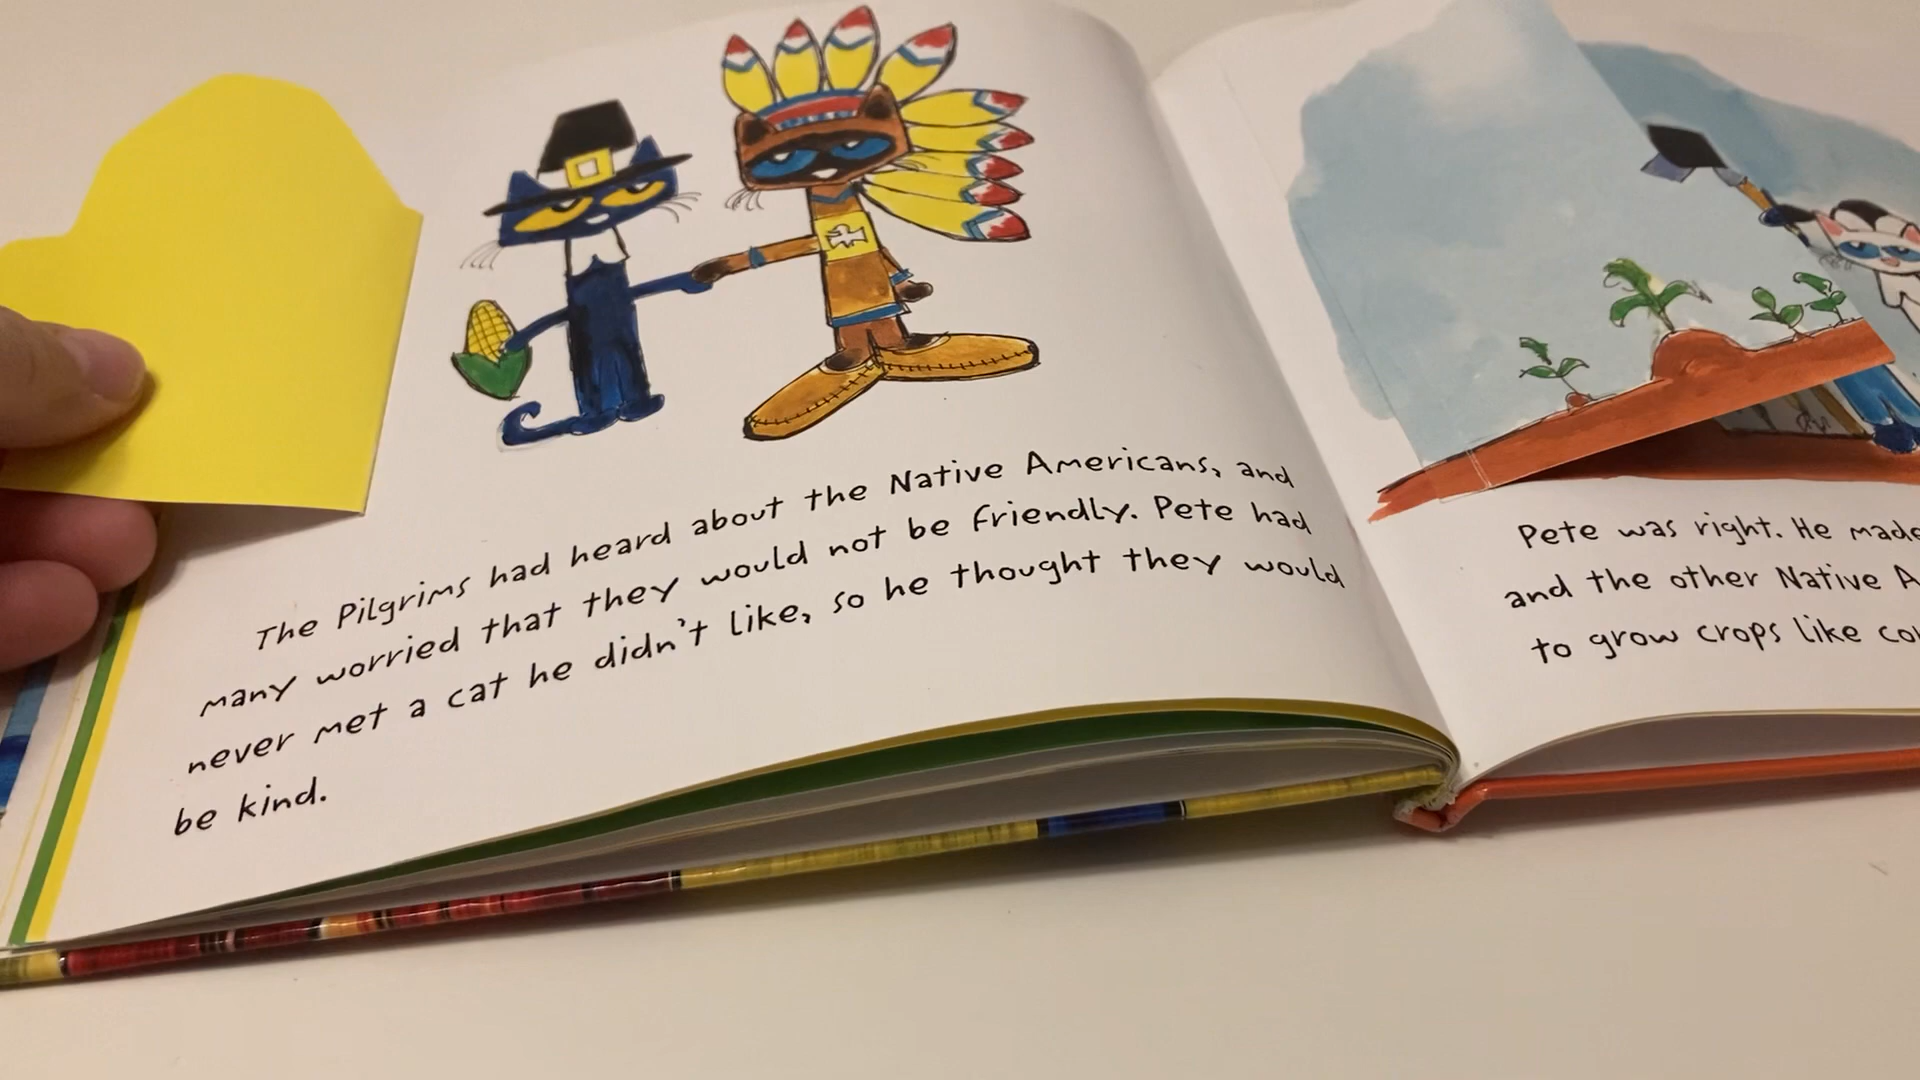 The Pilgrims had heard about the Native Americans, and
many worried that they would not be friendly. Pete had
never met a cat he didn't like, so he thought they would
be kind.
Pete was right. He made
and the other Native
to grow crops like